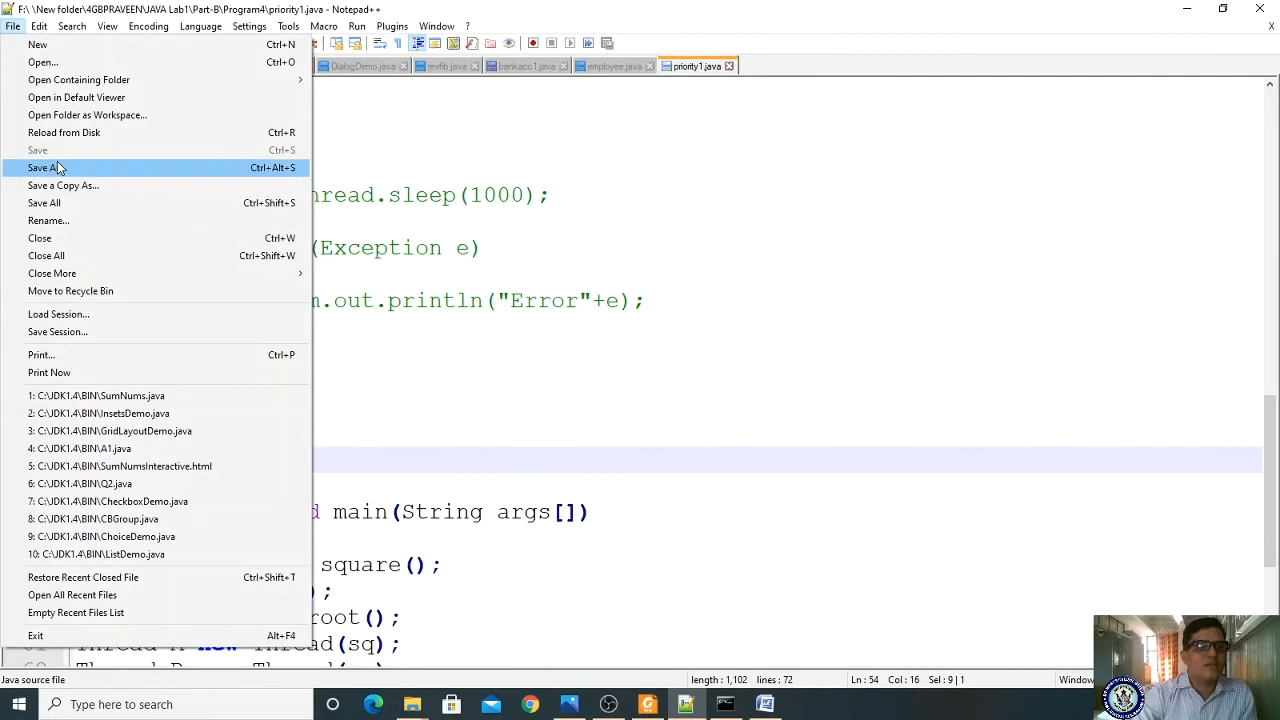 F:\ \New folder\4GBPRAVEEN\JAVA Lab1\Part-B\Program4\priority1.java - Notepad++
File Edit Search View Encoding Language Settings Tools Macro Run Plugins Window ? X
DialogDemo.java revfib.java bankacc1.java employee.java priority1.java
New Ctrl+N
Open... Ctrl+O
Open Containing Folder
Open in Default Viewer
Open Folder as Workspace...
Reload from Disk Ctrl+R
Save Ctrl+S
Save A Ctrl+Alt+S
Save a Copy As...
Save All Ctrl+Shift+S
Rename...
Close Ctrl+W
Close All Ctrl+Shift+W
Close More
Move to Recycle Bin
Load Session...
Save Session...
Print... Ctrl+P
Print Now
1: C:\JDK1.4\BIN\SumNums.java
2: C:\JDK1.4\BIN\InsetsDemo.java
3: C:\JDK1.4\BIN\GridLayoutDemo.java
4: C:\JDK1.4\BIN\A1.java
5: C:\JDK1.4\BIN\SumNumsInteractive.html
6: C:\JDK1.4\BIN\Q2.java
7: C:\JDK1.4\BIN\CheckboxDemo.java
8: C:\JDK1.4\BIN\CBGroup.java
9: C:\JDK1.4\BIN\ChoiceDemo.java
10: C:\JDK1.4\BIN\ListDemo.java
Restore Recent Closed File Ctrl+Shift+T
Open All Recent Files
Empty Recent Files List
Exit Alt+F4
hread.sleep(1000);
(Exception e)
m.out.println("Error"+e);
d main(String args[])
square();
);
root();
Thread A new Thread(sq);
Java source file length : 1,102 lines : 72 Ln : 54 Col : 16 Sel : 9 | 1 Window
Type here to search